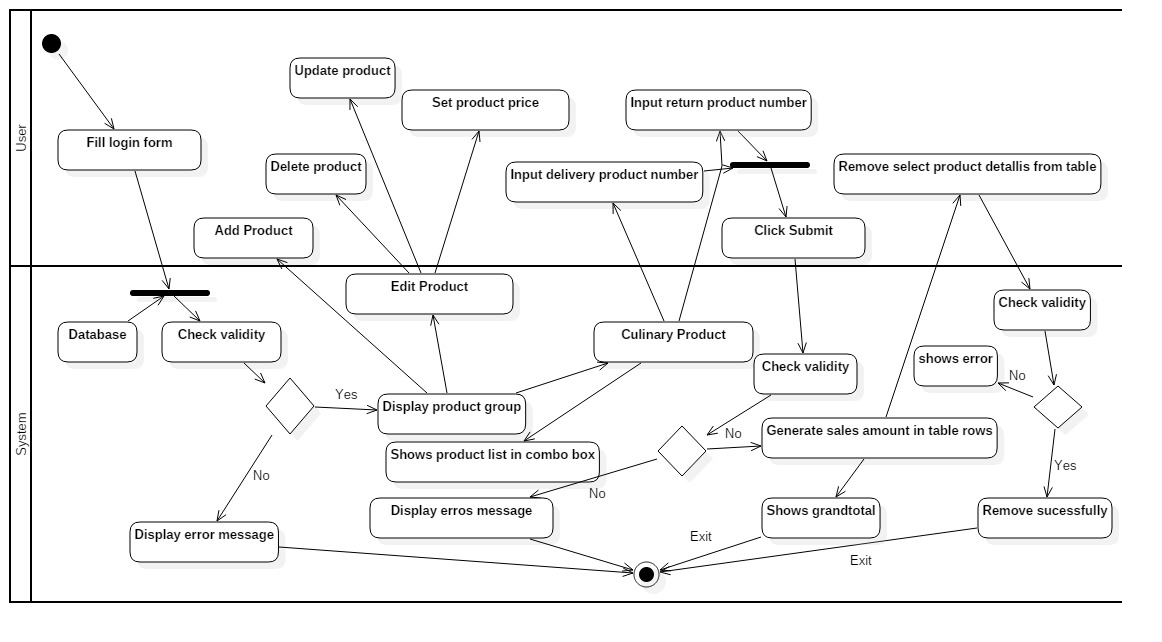 User
Update product
Set product price
Input return product number
Fill login form
Delete product
Input delivery product number
Remove select product detallis from table
Add Product
Click Submit
System
Edit Product
Check validity
Database
Check validity
Culinary Product
shows error
No
Check validity
Yes
Display product group
No
Generate sales amount in table rows
Shows product list in combo box
Yes
No
No
Display erros message
Shows grandtotal
Remove sucessfully
Display error message
Exit
Exit